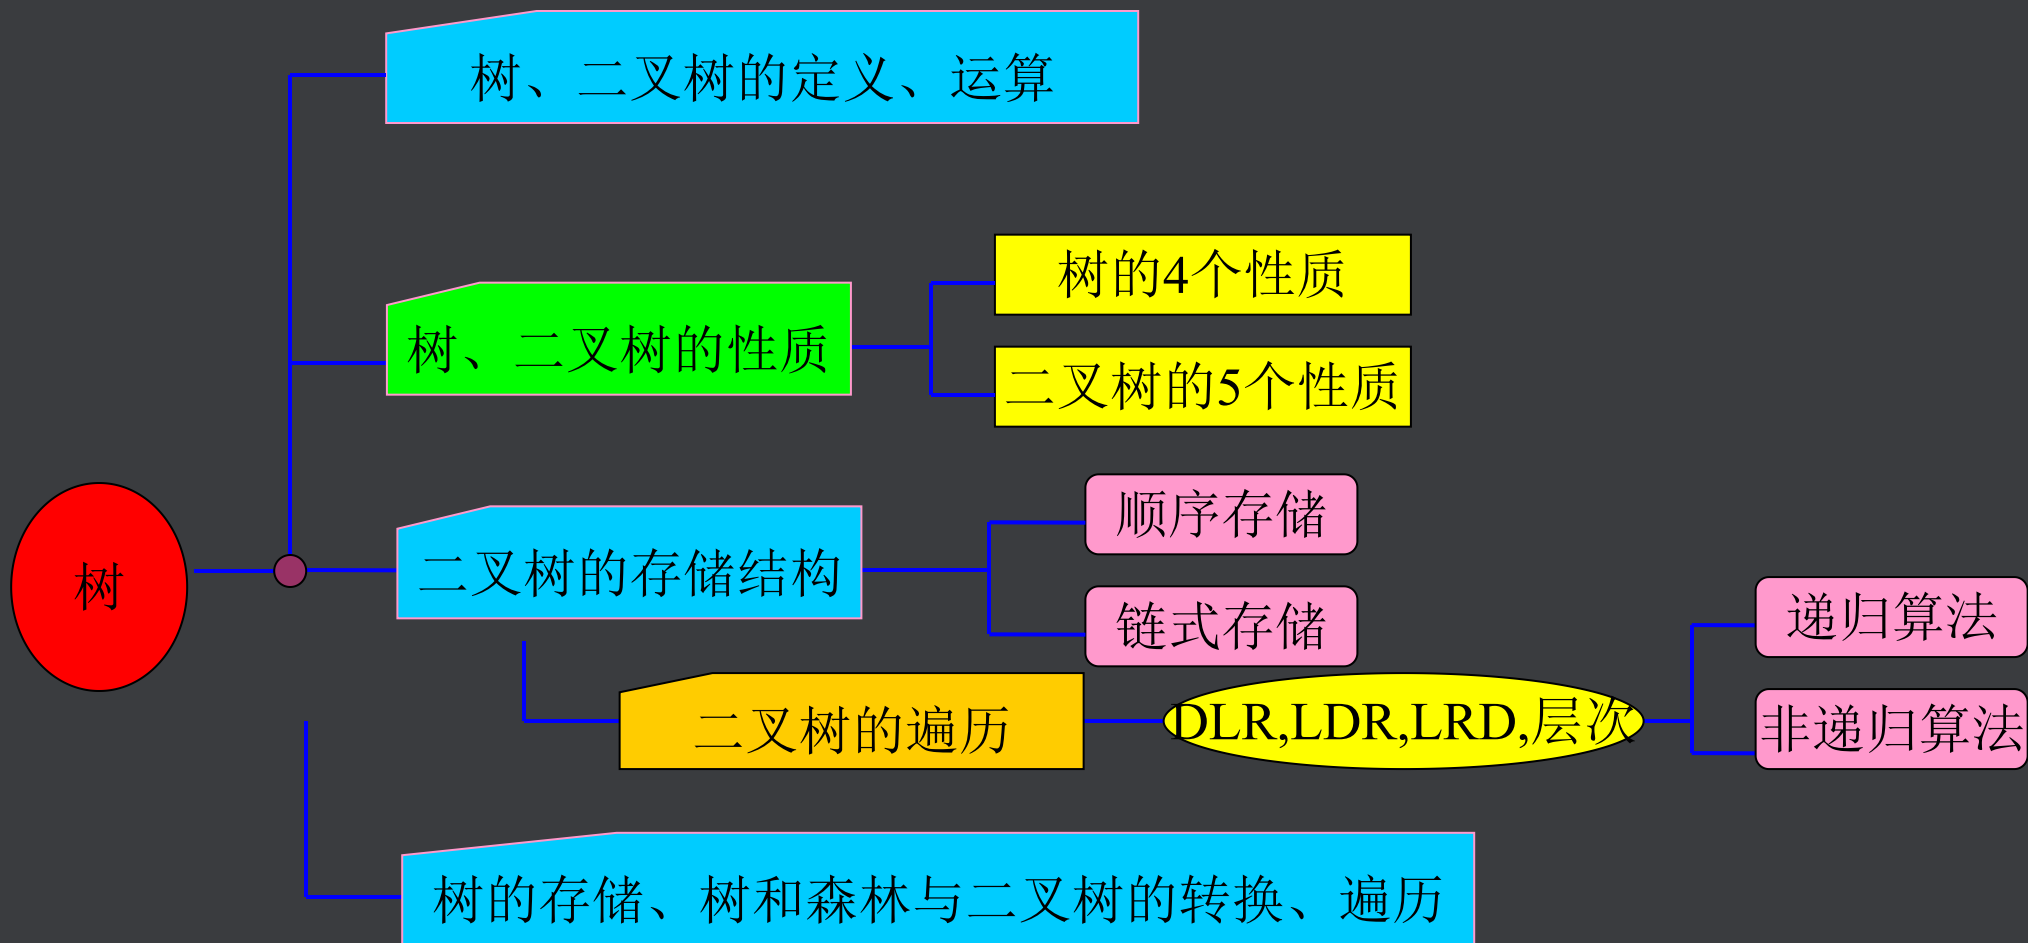 树、二叉树的定义、运算
树的4个性质
树、二叉树的性质
二叉树的5个性质
顺序存储
二叉树的存储结构
树
链式存储
递归算法
二叉树的遍历
DLR,LDR,LRD,层次
非递归算法
树的存储、树和森林与二叉树的转换、遍历